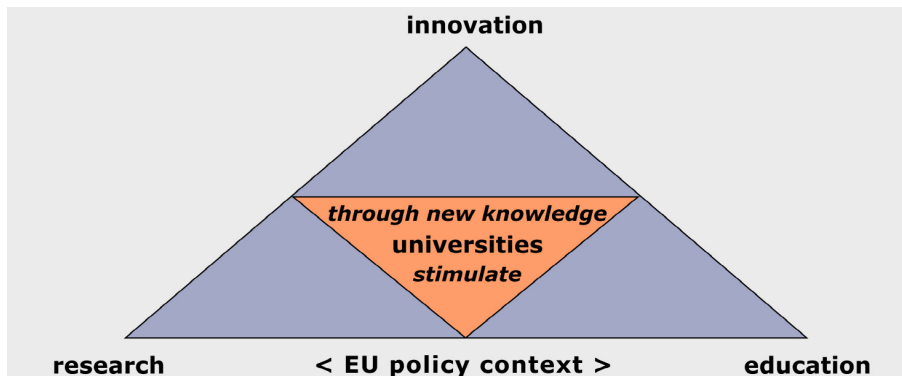 innovation
through new knowledge
universities
stimulate
research
< EU policy context >
education